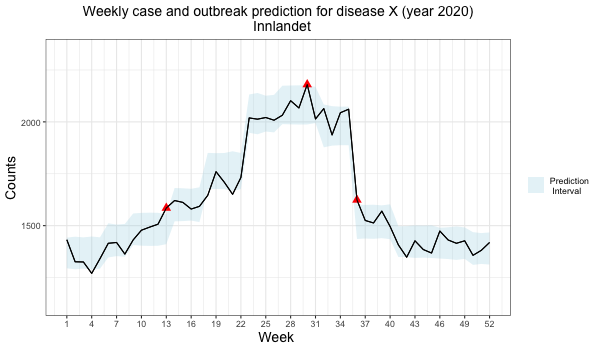 Weekly case and outbreak prediction for disease X (year 2020)
Innlandet
Counts
2000
1500
1 4 7 10 13 16 19 22 25 28 31 34 37 40 43 46 49 52
Week
Prediction
Interval